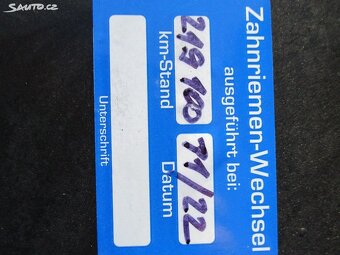 SAUTO.CZ
Zahnriemen-Wechsel
ausgeführt bei:
219 100 11/22
km-Stand Datum
Unterschrift